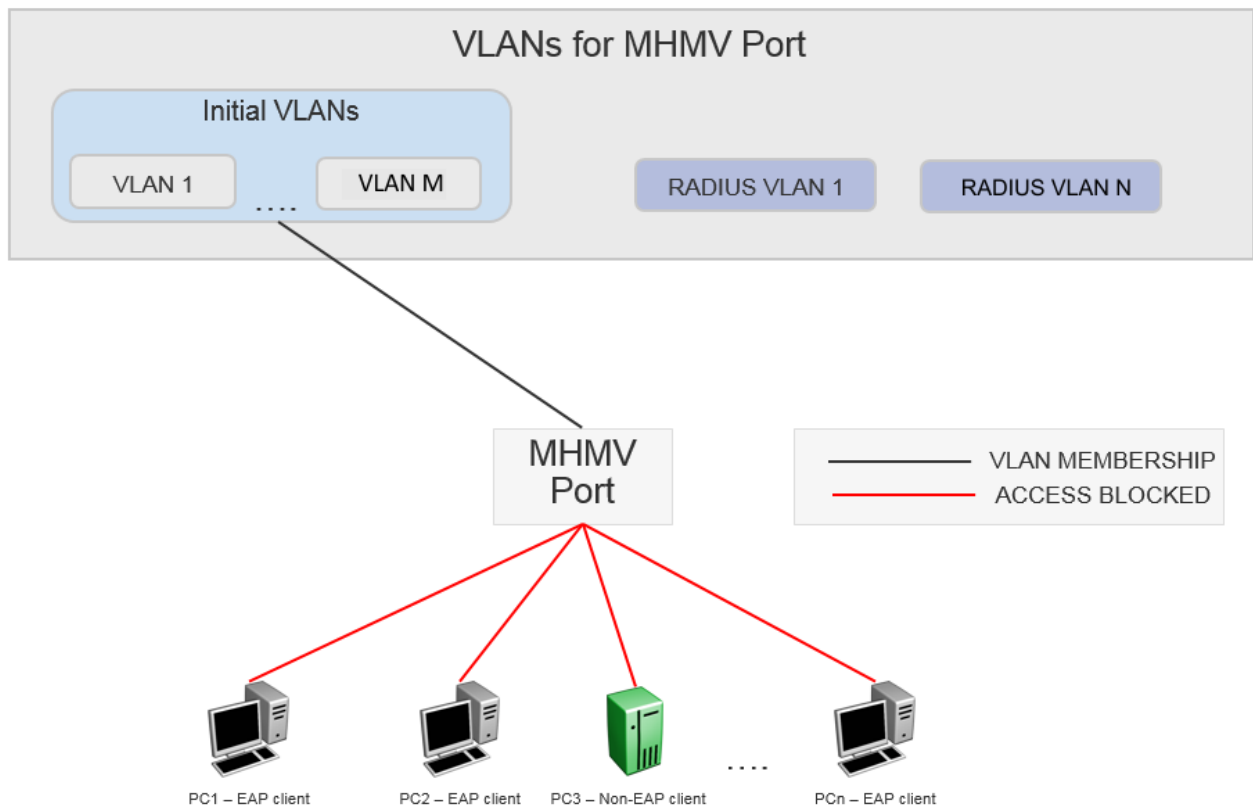 VLANs for MHMV Port
Initial VLANs
VLAN 1
....
VLAN M
RADIUS VLAN 1
RADIUS VLAN N
MHMV
Port
VLAN MEMBERSHIP
ACCESS BLOCKED
....
PC1 – EAP client
PC2 – EAP client
PC3 – Non-EAP client
PCn – EAP client